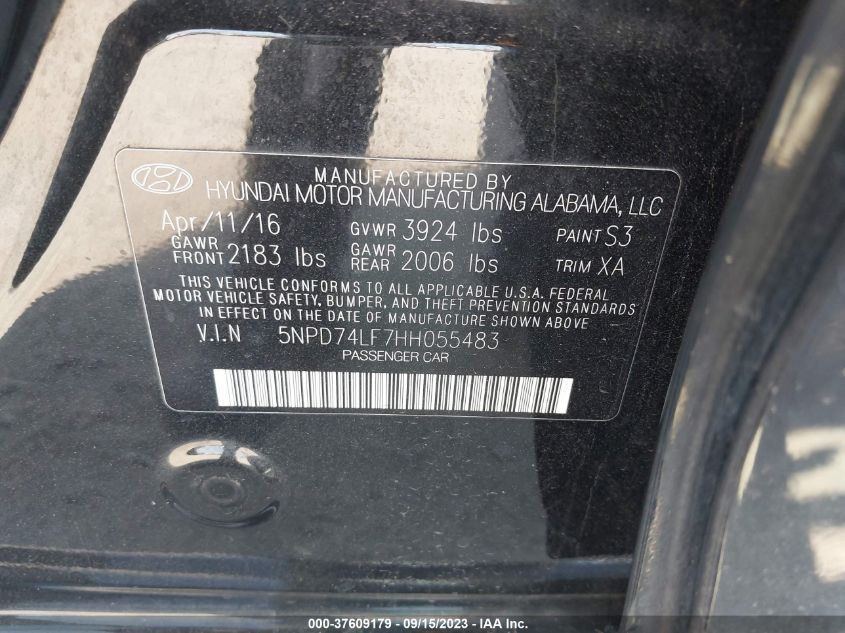 MANUFACTURED BY
HYUNDAI MOTOR MANUFACTURING ALABAMA, LLC
Apr/11/16 GVWR 3924 lbs PAINT S3
GAWR FRONT 2183 lbs GAWR REAR 2006 lbs TRIM XA
THIS VEHICLE CONFORMS TO ALL APPLICABLE U.S.A. FEDERAL
MOTOR VEHICLE SAFETY, BUMPER, AND THEFT PREVENTION STANDARDS
IN EFFECT ON THE DATE OF MANUFACTURE SHOWN ABOVE
V.I.N 5NPD74LF7HH055483
PASSENGER CAR
000-37609179 - 09/15/2023 - IAA Inc.